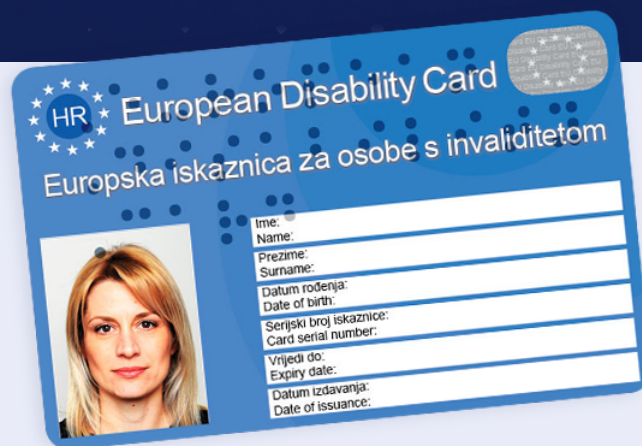 HR
European Disability Card
Europska iskaznica za osobe s invaliditetom
Ime:
Name:
Prezime:
Surname:
Datum rođenja:
Date of birth:
Serijski broj iskaznice:
Card serial number:
Vrijedi do:
Expiry date:
Datum izdavanja:
Date of issuance: